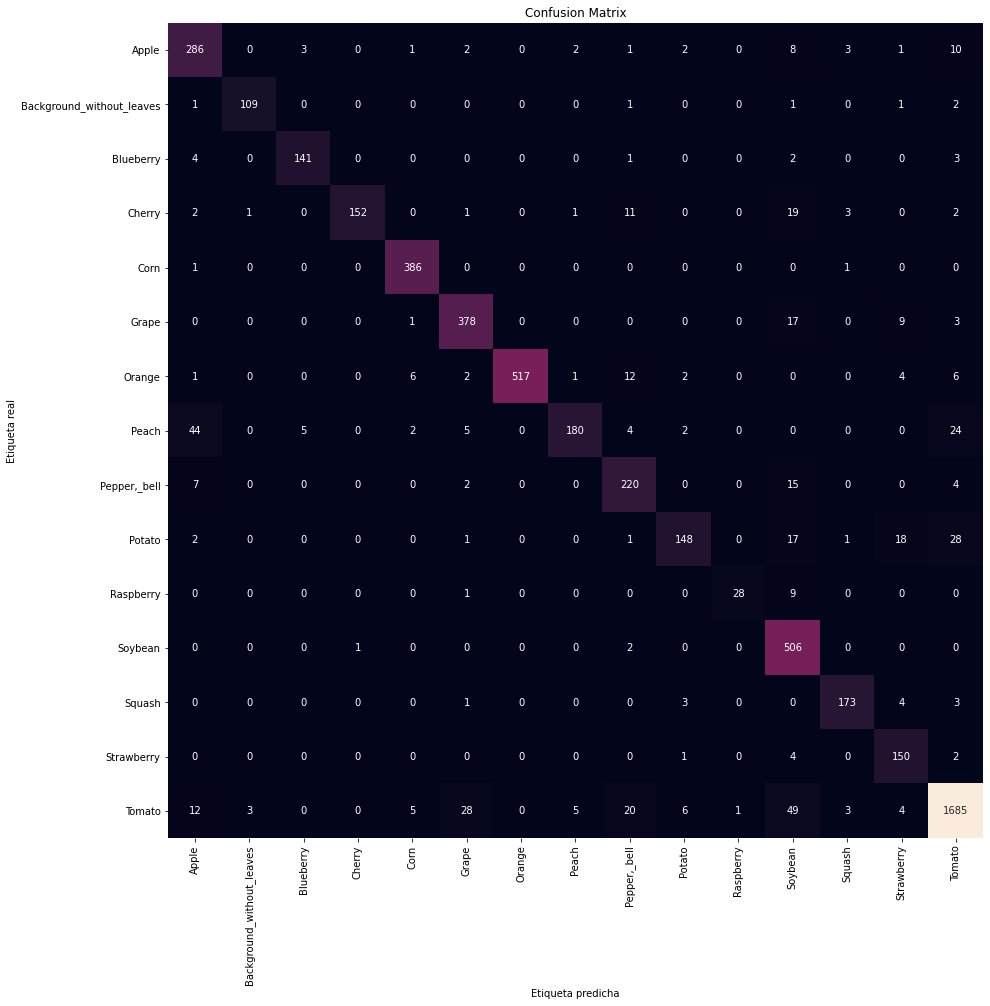 Confusion Matrix
Etiqueta real
Apple 286 0 3 0 1 2 0 2 1 2 0 8 3 1 10
Background_without_leaves 1 109 0 0 0 0 0 0 1 0 0 1 0 1 2
Blueberry 4 0 141 0 0 0 0 0 1 0 0 2 0 0 3
Cherry 2 1 0 152 0 1 0 1 11 0 0 19 3 0 2
Corn 1 0 0 0 386 0 0 0 0 0 0 0 1 0 0
Grape 0 0 0 0 1 378 0 0 0 0 0 17 0 9 3
Orange 1 0 0 0 6 2 517 1 12 2 0 0 0 4 6
Peach 44 0 5 0 2 5 0 180 4 2 0 0 0 0 24
Pepper,_bell 7 0 0 0 0 2 0 0 220 0 0 15 0 0 4
Potato 2 0 0 0 0 1 0 0 1 148 0 17 1 18 28
Raspberry 0 0 0 0 0 1 0 0 0 0 28 9 0 0 0
Soybean 0 0 0 1 0 0 0 0 2 0 0 506 0 0 0
Squash 0 0 0 0 0 1 0 0 0 3 0 0 173 4 3
Strawberry 0 0 0 0 0 0 0 0 0 1 0 4 0 150 2
Tomato 12 3 0 0 5 28 0 5 20 6 1 49 3 4 1685
Apple Background_without_leaves Blueberry Cherry Corn Grape Orange Peach Pepper,_bell Potato Raspberry Soybean Squash Strawberry Tomato
Etiqueta predicha